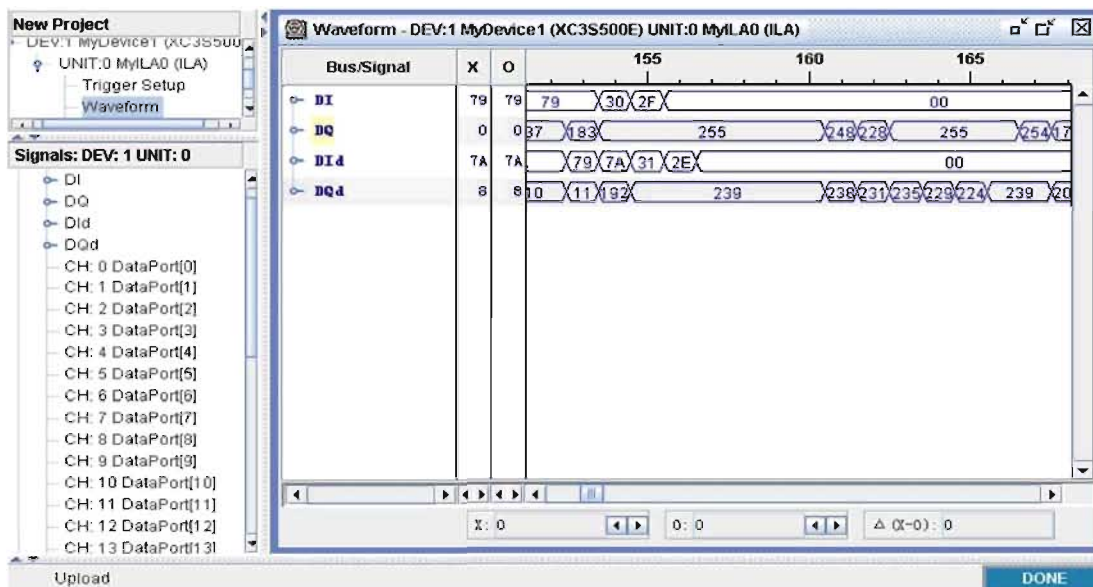 New Project
DEV:1 MyDevice1 (XC3S500
UNIT:0 MyILA0 (ILA)
Trigger Setup
Waveform
Signals: DEV: 1 UNIT: 0
DI
DQ
DId
DQd
CH: 0 DataPort[0]
CH: 1 DataPort[1]
CH: 2 DataPort[2]
CH: 3 DataPort[3]
CH: 4 DataPort[4]
CH: 5 DataPort[5]
CH: 6 DataPort[6]
CH: 7 DataPort[7]
CH: 8 DataPort[8]
CH: 9 DataPort[9]
CH: 10 DataPort[10]
CH: 11 DataPort[11]
CH: 12 DataPort[12]
CH: 13 DataPort[13]
Waveform - DEV:1 MyDevice1 (XC3S500E) UNIT:0 MyILA0 (ILA)
Bus/Signal X O 155 160 165
DI 79 79 79 30 2F 00
DQ 0 0 37 183 255 248 228 255 254 17
DId 7A 7A 79 7A 31 2E 00
DQd 8 8 10 11 192 239 238 231 235 229 224 239 20
X: 0 O: 0 Δ (X-O): 0
Upload DONE